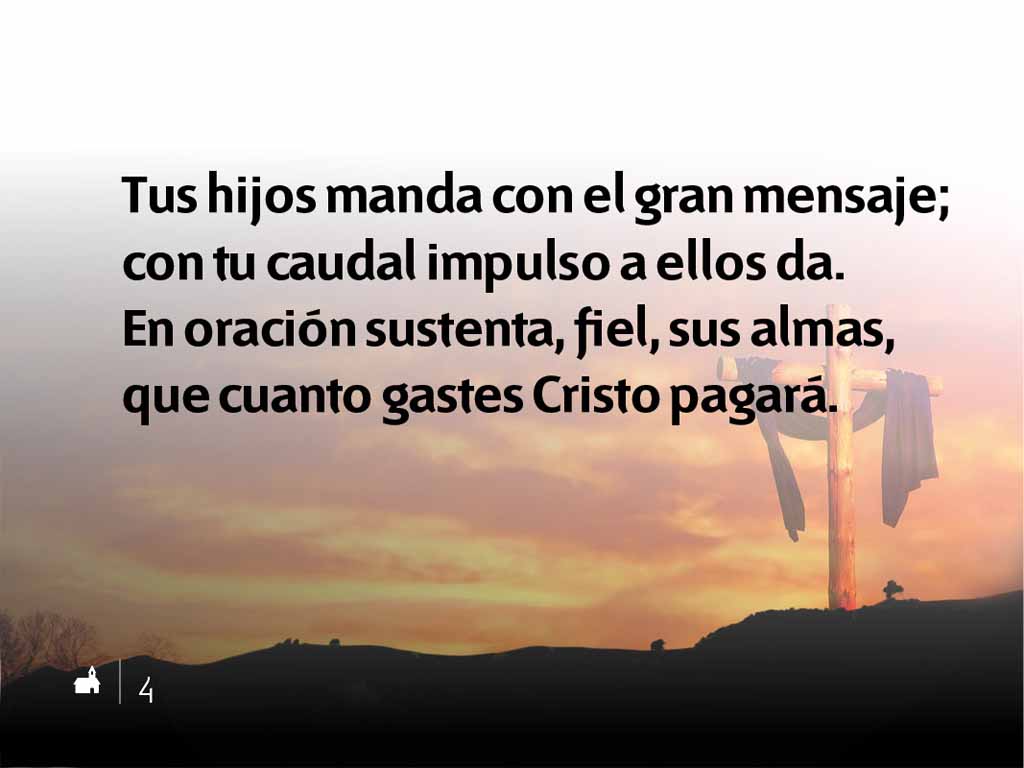 Tus hijos manda con el gran mensaje;
con tu caudal impulso a ellos da.
En oración sustenta, fiel, sus almas,
que cuanto gastes Cristo pagará.
4